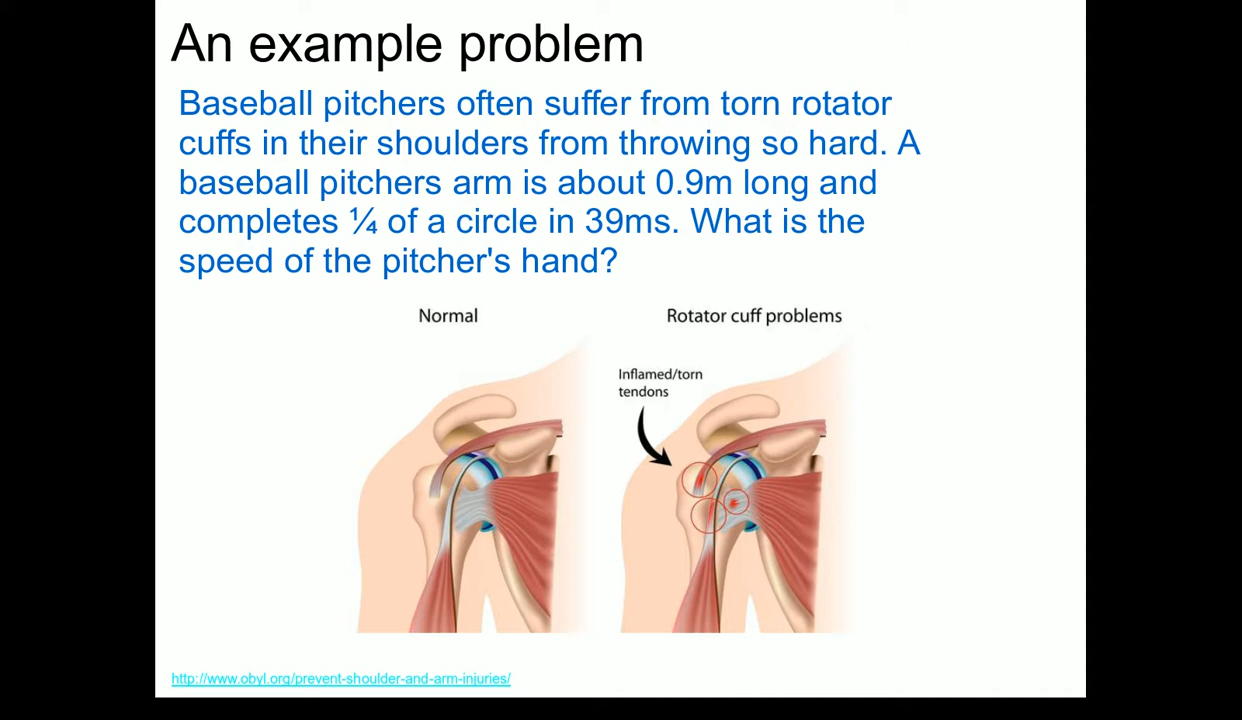 An example problem
Baseball pitchers often suffer from torn rotator
cuffs in their shoulders from throwing so hard. A
baseball pitchers arm is about 0.9m long and
completes ¼ of a circle in 39ms. What is the
speed of the pitcher's hand?
Normal
Rotator cuff problems
Inflamed/torn
tendons
http://www.obyl.org/prevent-shoulder-and-arm-injuries/